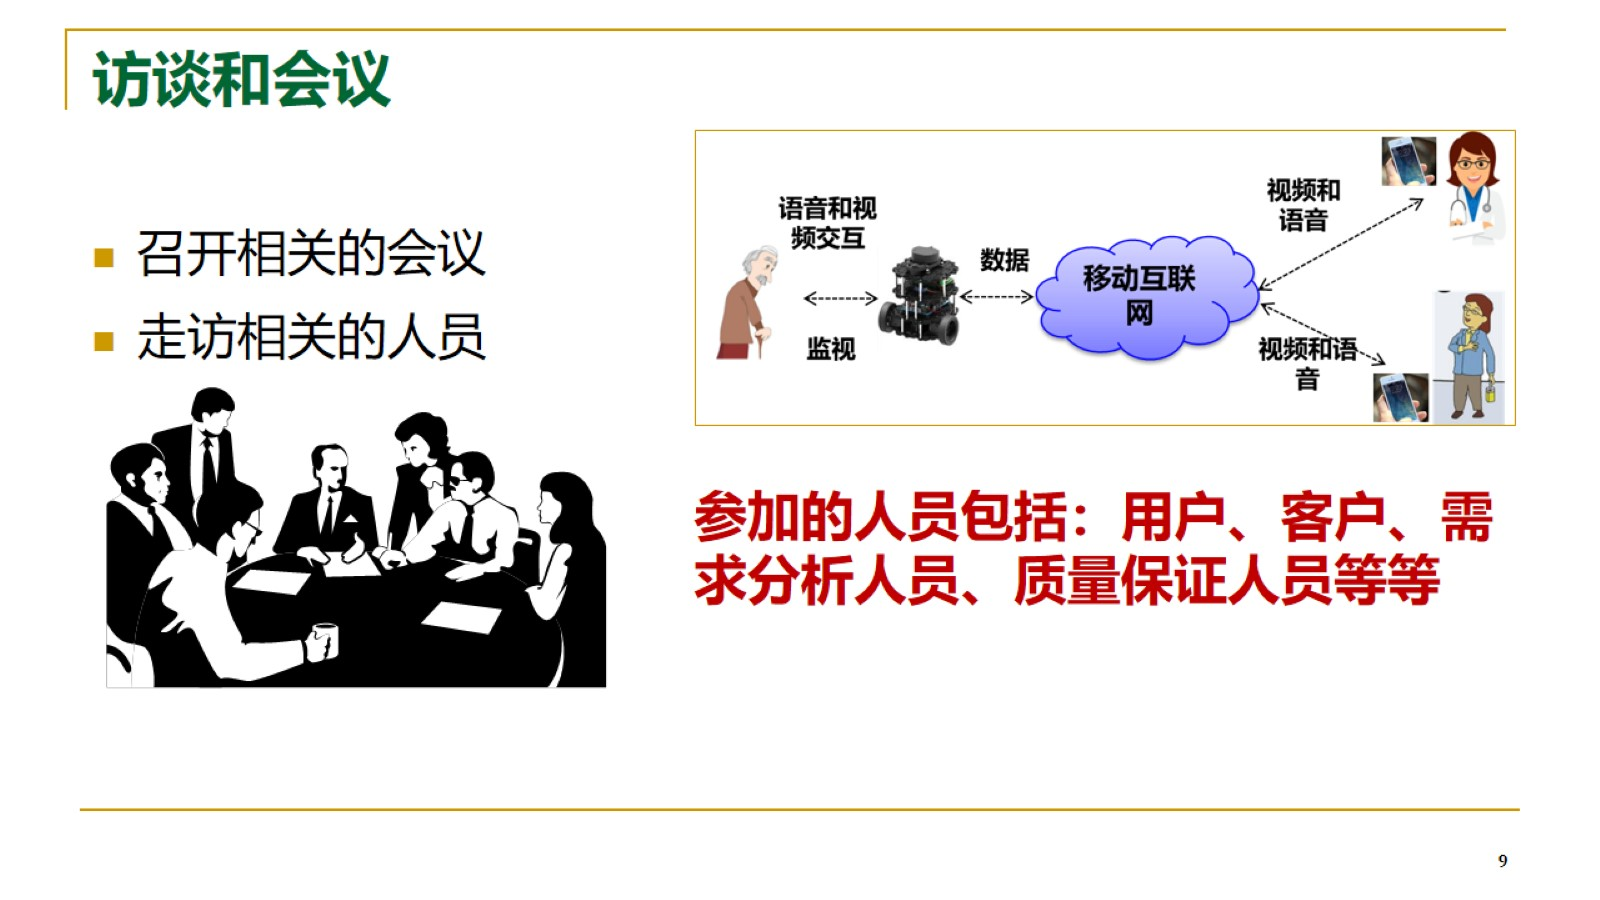 访谈和会议
召开相关的会议
走访相关的人员
语音和视
频交互
监视
数据
移动互联
网
视频和
语音
视频和语
音
参加的人员包括：用户、客户、需
求分析人员、质量保证人员等等
9